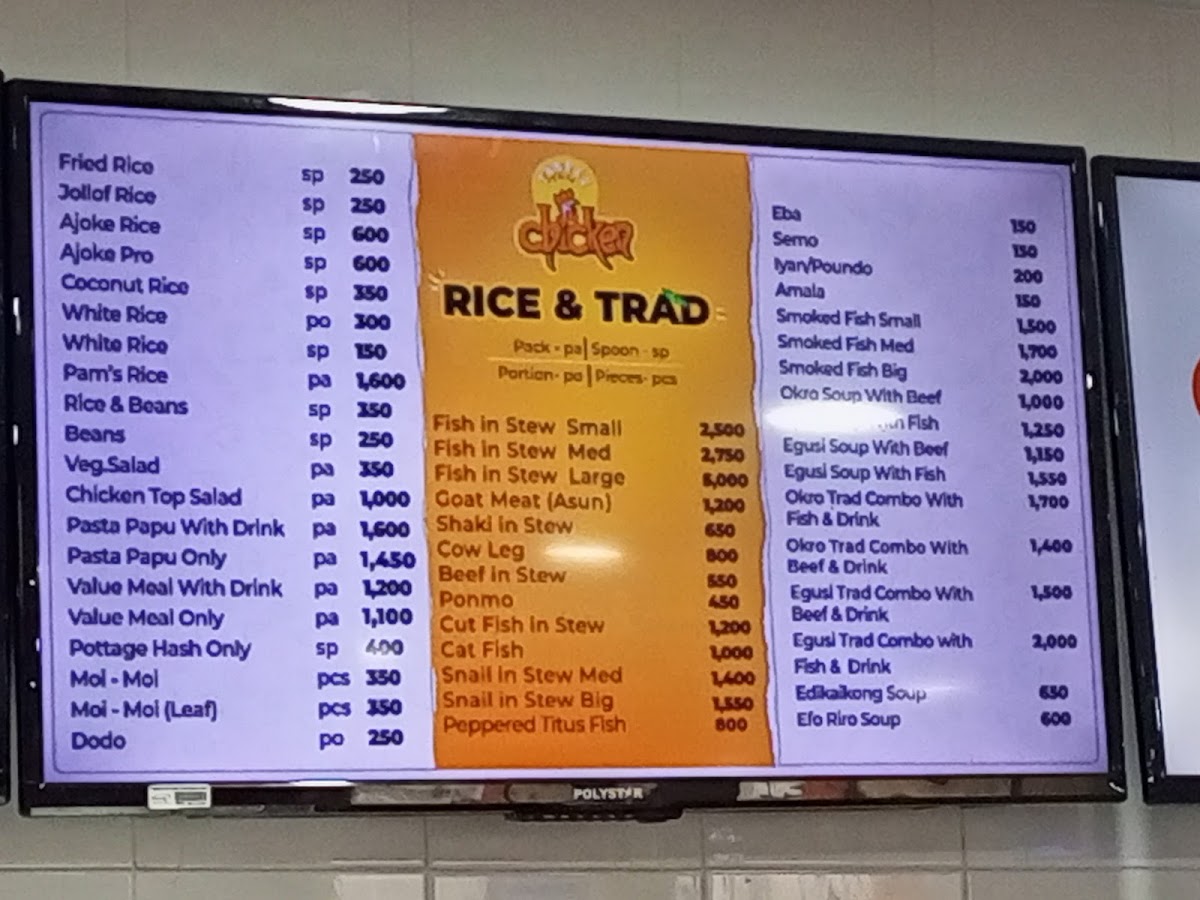 Fried Rice sp 250
Jollof Rice sp 250
Ajoke Rice sp 600
Ajoke Pro sp 600
Coconut Rice sp 350
White Rice po 300
White Rice sp 150
Pam's Rice pa 1,600
Rice & Beans sp 350
Beans sp 250
Veg.Salad pa 350
Chicken Top Salad pa 1,000
Pasta Papu With Drink pa 1,600
Pasta Papu Only pa 1,450
Value Meal With Drink pa 1,200
Value Meal Only pa 1,100
Pottage Hash Only sp 400
Moi - Moi pcs 350
Moi - Moi (Leaf) pcs 350
Dodo po 250
chicken
RICE & TRAD
Pack - pa | Spoon - sp
Portion - po | Pieces - pcs
Fish in Stew Small 2,500
Fish in Stew Med 2,750
Fish in Stew Large 5,000
Goat Meat (Asun) 1,200
Shaki in Stew 650
Cow Leg 800
Beef in Stew 550
Ponmo 450
Cut Fish in Stew 1,200
Cat Fish 1,000
Snail in Stew Med 1,400
Snail in Stew Big 1,550
Peppered Titus Fish 800
Eba 150
Semo 150
Iyan/Poundo 200
Amala 150
Smoked Fish Small 1,500
Smoked Fish Med 1,700
Smoked Fish Big 2,000
Okro Soup With Beef 1,000
Fish 1,250
Egusi Soup With Beef 1,150
Egusi Soup With Fish 1,550
Okro Trad Combo With 1,700
Fish & Drink
Okro Trad Combo With 1,400
Beef & Drink
Egusi Trad Combo With 1,500
Beef & Drink
Egusi Trad Combo with 2,000
Fish & Drink
Edikaikong Soup 650
Efo Riro Soup 600
POLYSTAR